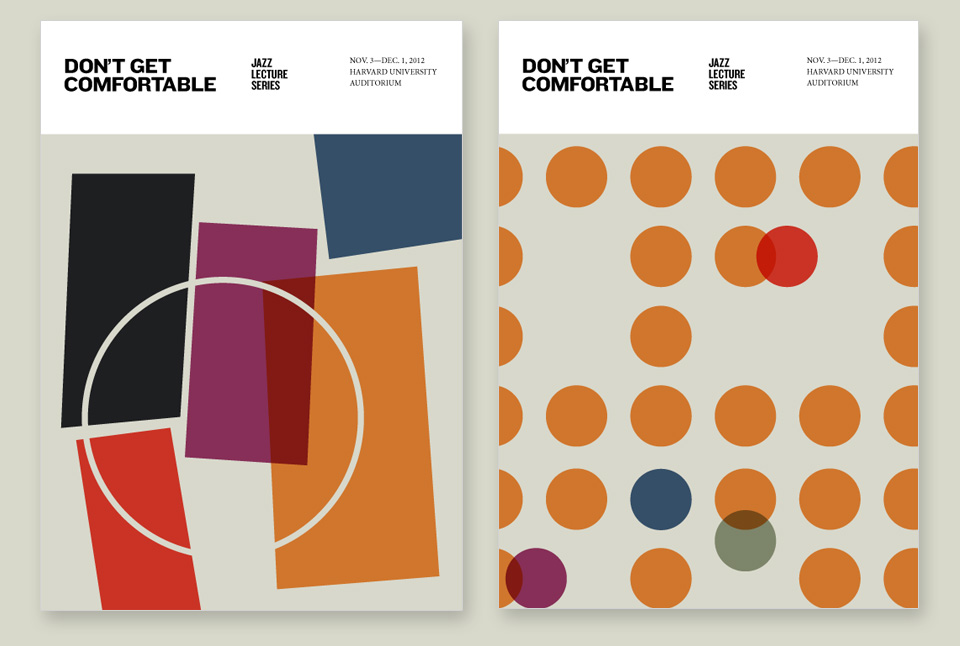 DON'T GET
COMFORTABLE
JAZZ
LECTURE
SERIES
NOV. 3—DEC. 1, 2012
HARVARD UNIVERSITY
AUDITORIUM
DON'T GET
COMFORTABLE
JAZZ
LECTURE
SERIES
NOV. 3—DEC. 1, 2012
HARVARD UNIVERSITY
AUDITORIUM